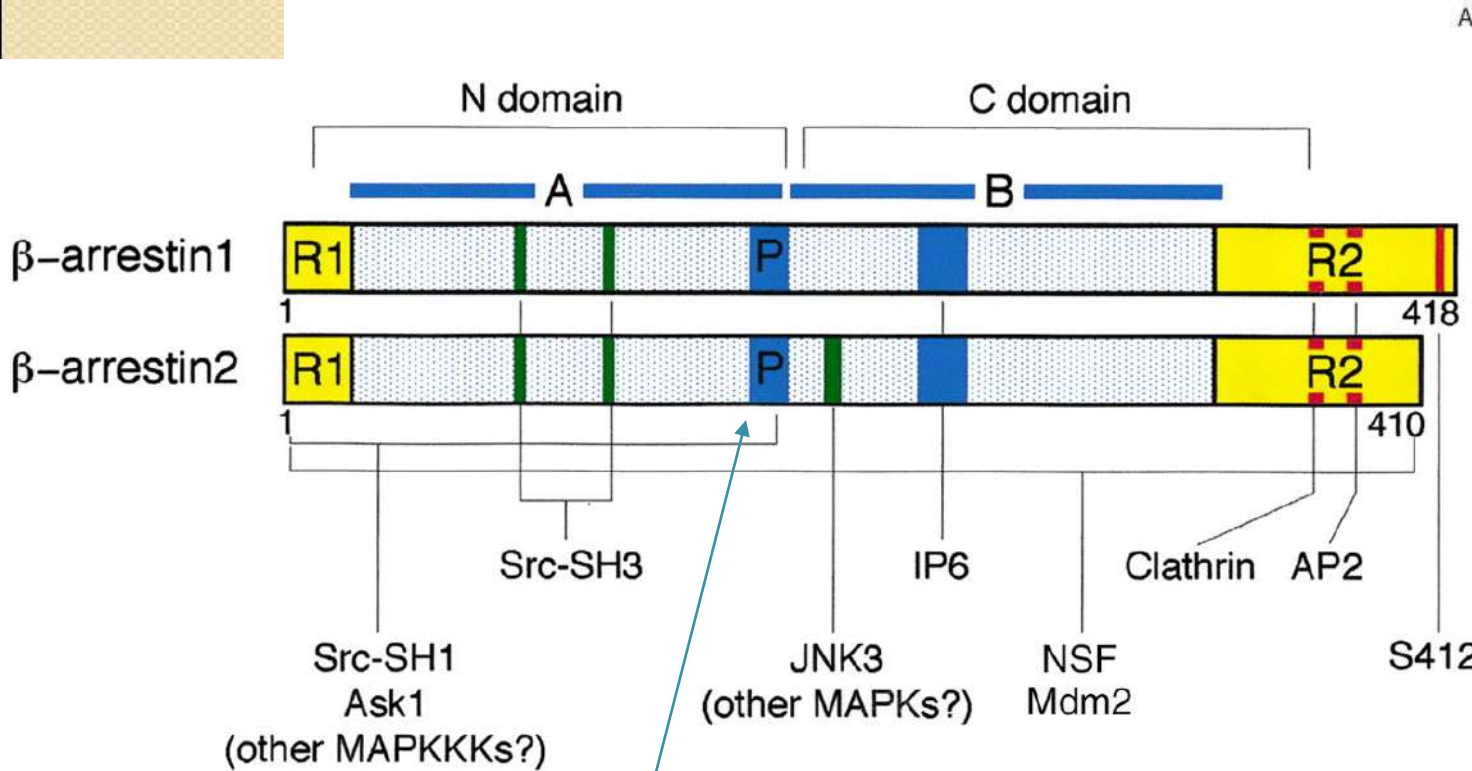 A
N domain
C domain
A
B
β–arrestin1
R1
P
R2
1
418
β–arrestin2
R1
P
R2
1
410
Src-SH3
IP6
Clathrin
AP2
Src-SH1
Ask1
(other MAPKKKs?)
JNK3
(other MAPKs?)
NSF
Mdm2
S412